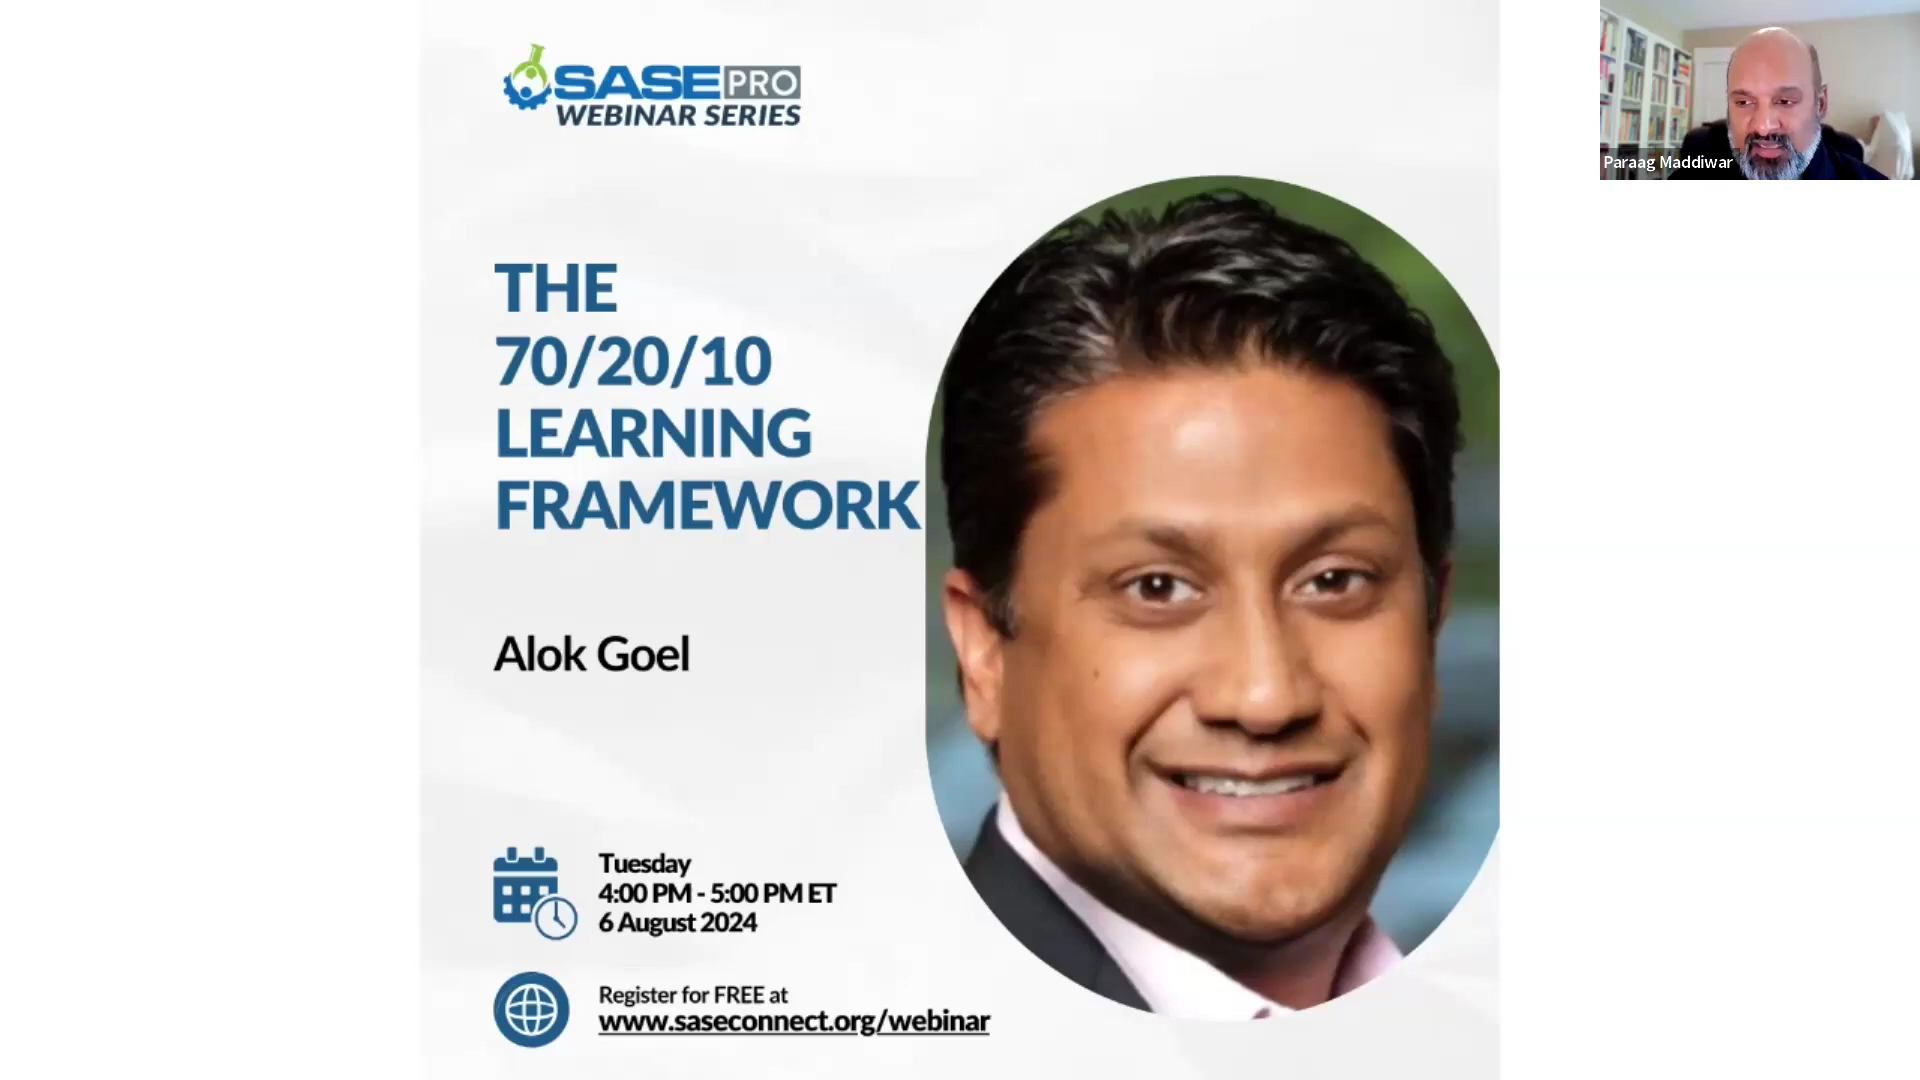 SASE PRO
WEBINAR SERIES
THE
70/20/10
LEARNING
FRAMEWORK
Alok Goel
Tuesday
4:00 PM - 5:00 PM ET
6 August 2024
Register for FREE at
www.saseconnect.org/webinar
Paraag Maddiwar